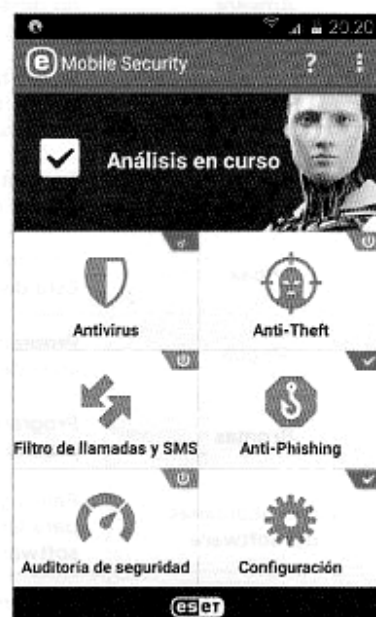 20:20
e Mobile Security ?
Análisis en curso
Antivirus Anti-Theft
Filtro de llamadas y SMS Anti-Phishing
Auditoría de seguridad Configuración
eseT